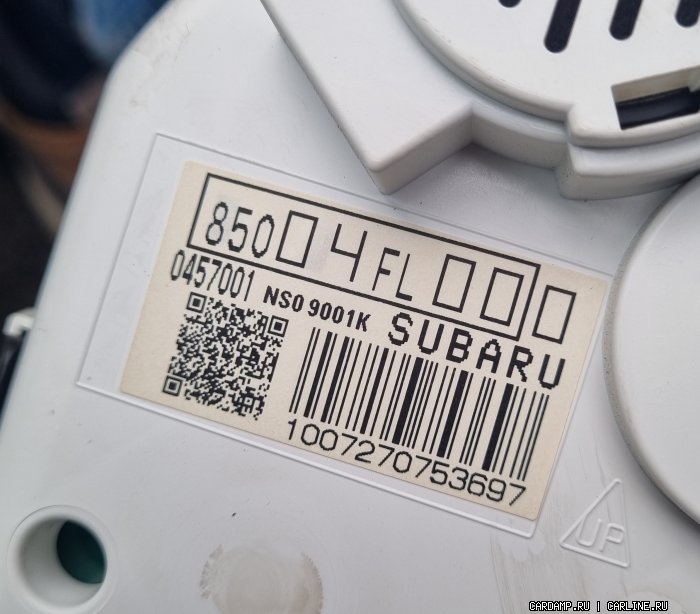 85004FL000
0457001 NS0 9001K SUBARU
1007270753697
UP
CARDAMP.RU | CARLINE.RU